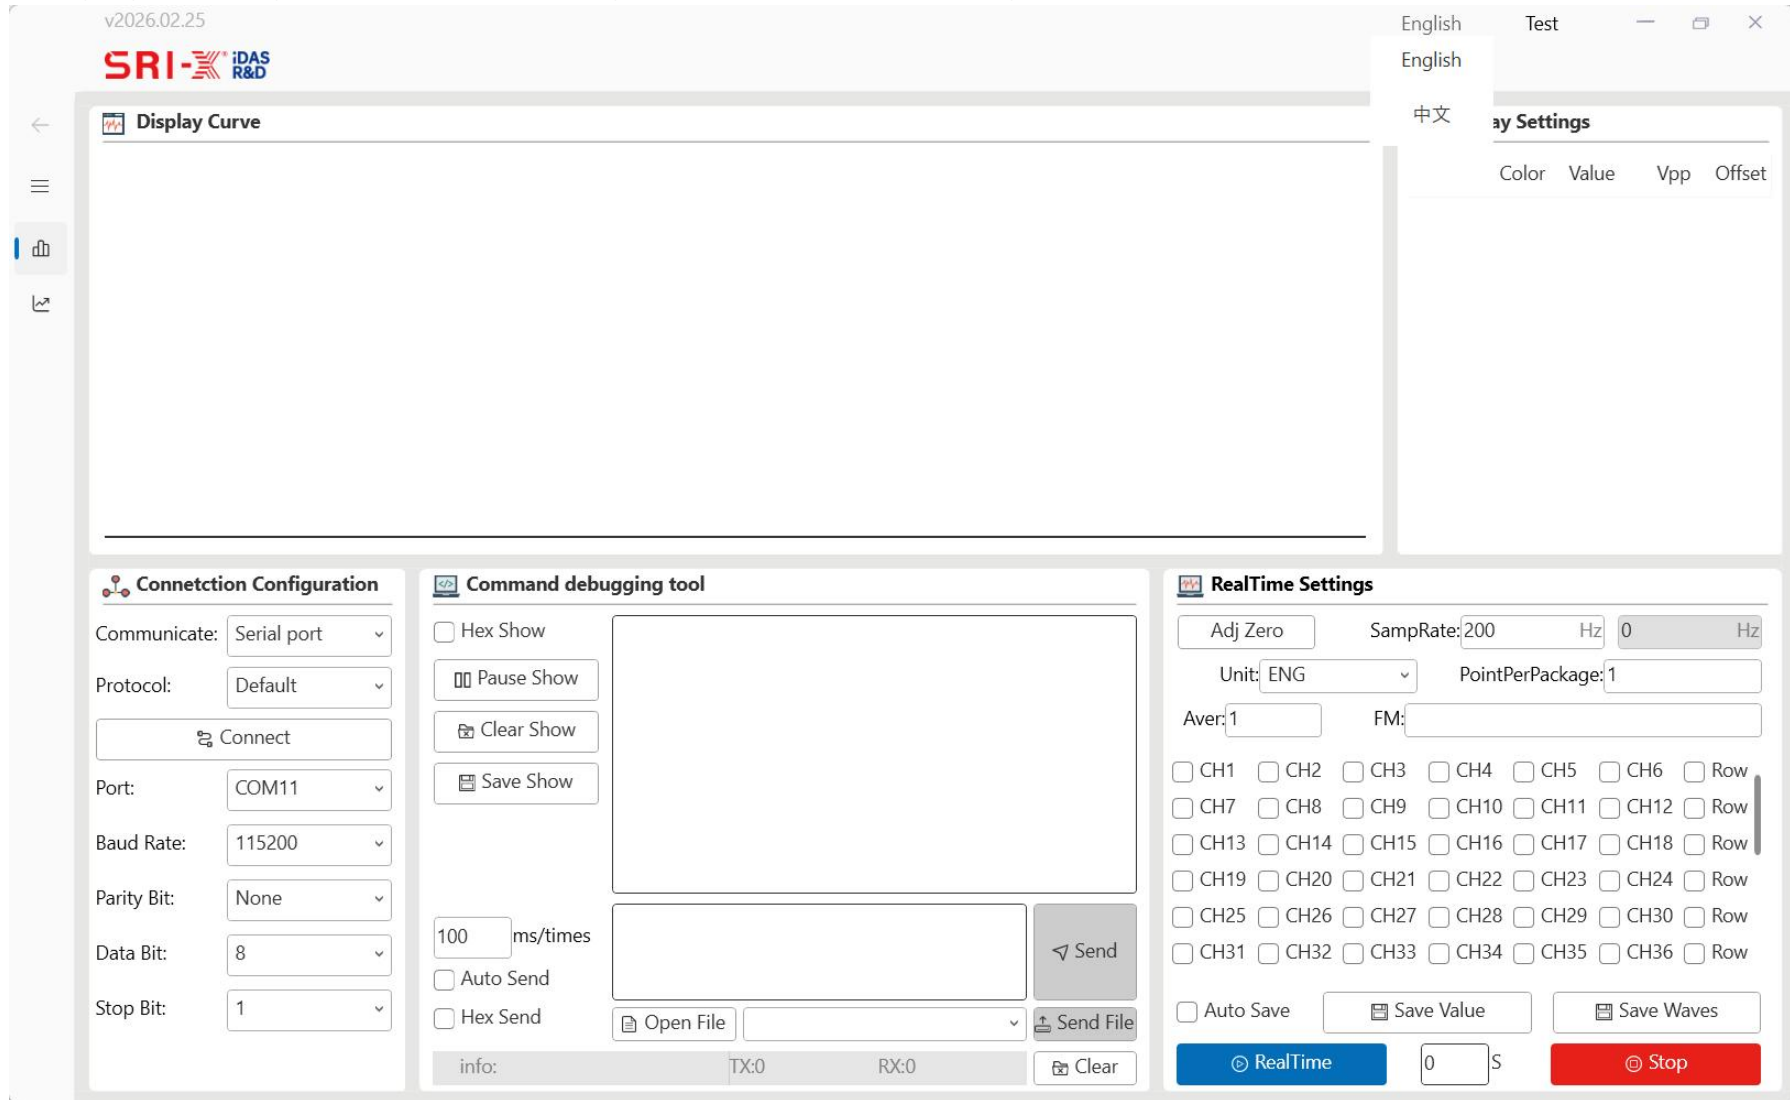 v2026.02.25
English
Test
SRI-X iDAS R&D
English
中文
Display Curve
ay Settings
Color Value Vpp Offset
Connetction Configuration
Communicate: Serial port
Protocol: Default
Connect
Port: COM11
Baud Rate: 115200
Parity Bit: None
Data Bit: 8
Stop Bit: 1
Command debugging tool
Hex Show
Pause Show
Clear Show
Save Show
100 ms/times
Auto Send
Hex Send
Send
Open File
Send File
info: TX:0 RX:0
Clear
RealTime Settings
Adj Zero SampRate: 200 Hz 0 Hz
Unit: ENG PointPerPackage: 1
Aver: 1 FM:
CH1 CH2 CH3 CH4 CH5 CH6 Row
CH7 CH8 CH9 CH10 CH11 CH12 Row
CH13 CH14 CH15 CH16 CH17 CH18 Row
CH19 CH20 CH21 CH22 CH23 CH24 Row
CH25 CH26 CH27 CH28 CH29 CH30 Row
CH31 CH32 CH33 CH34 CH35 CH36 Row
Auto Save Save Value Save Waves
RealTime 0 S Stop